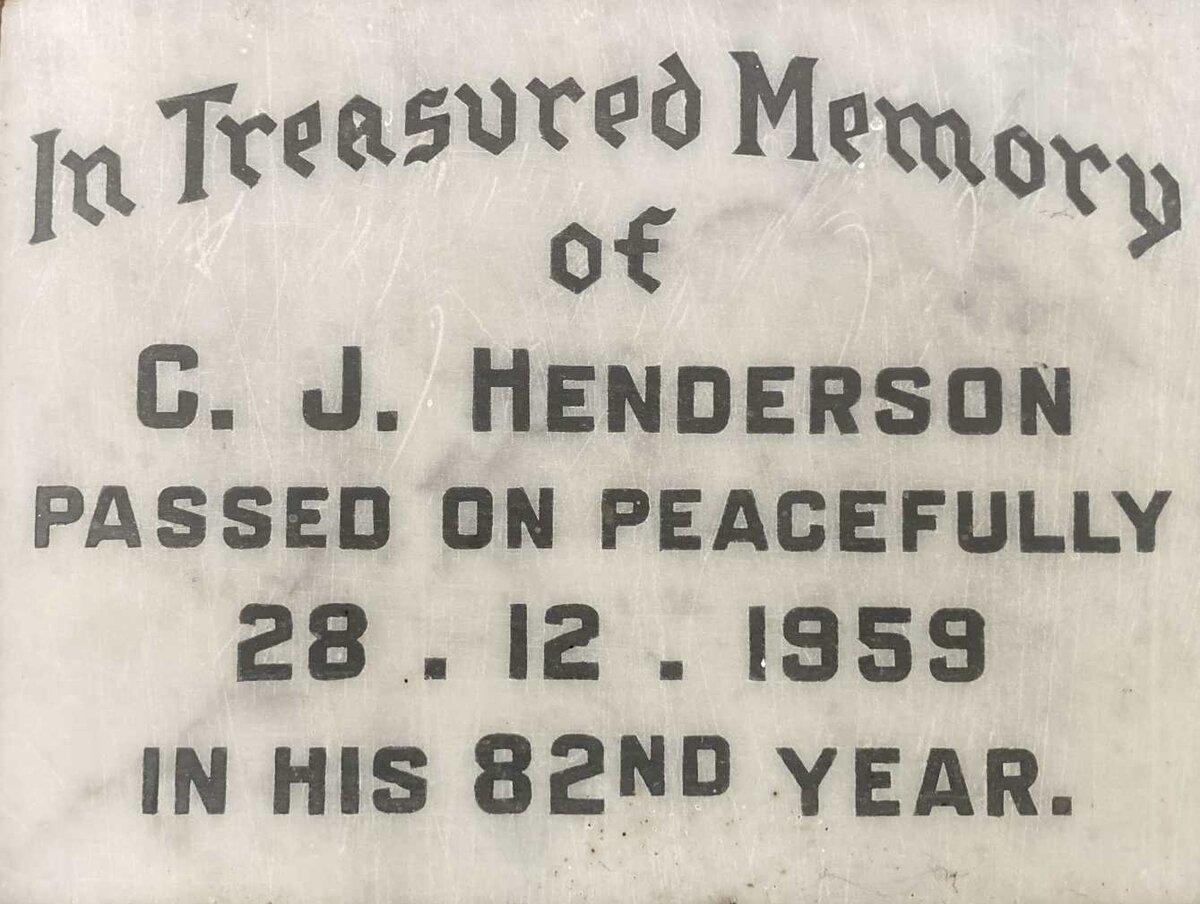 In Treasured Memory
of
C. J. HENDERSON
PASSED ON PEACEFULLY
28 . 12 . 1959
IN HIS 82ND YEAR.